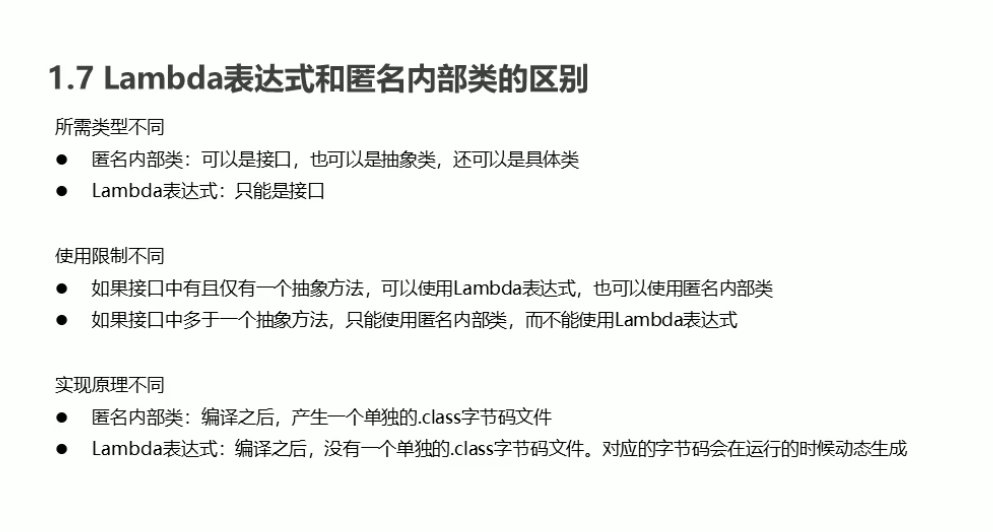 1.7 Lambda表达式和匿名内部类的区别
所需类型不同
● 匿名内部类：可以是接口，也可以是抽象类，还可以是具体类
● Lambda表达式：只能是接口
使用限制不同
● 如果接口中有且仅有一个抽象方法，可以使用Lambda表达式，也可以使用匿名内部类
● 如果接口中多于一个抽象方法，只能使用匿名内部类，而不能使用Lambda表达式
实现原理不同
● 匿名内部类：编译之后，产生一个单独的.class字节码文件
● Lambda表达式：编译之后，没有一个单独的.class字节码文件。对应的字节码会在运行的时候动态生成